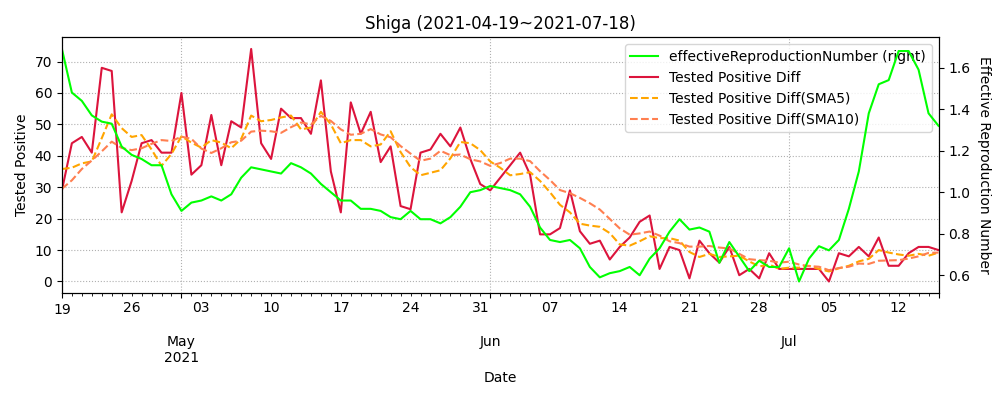 Shiga (2021-04-19~2021-07-18)
effectiveReproductionNumber (right)
Tested Positive Diff
Tested Positive Diff(SMA5)
Tested Positive Diff(SMA10)
Tested Positive
70
60
50
40
30
20
10
0
1.6
1.4
1.2
1.0
0.8
0.6
Effective Reproduction Number
19 26 03 10 17 24 31 07 14 21 28 05 12
May Jun Jul
2021
Date